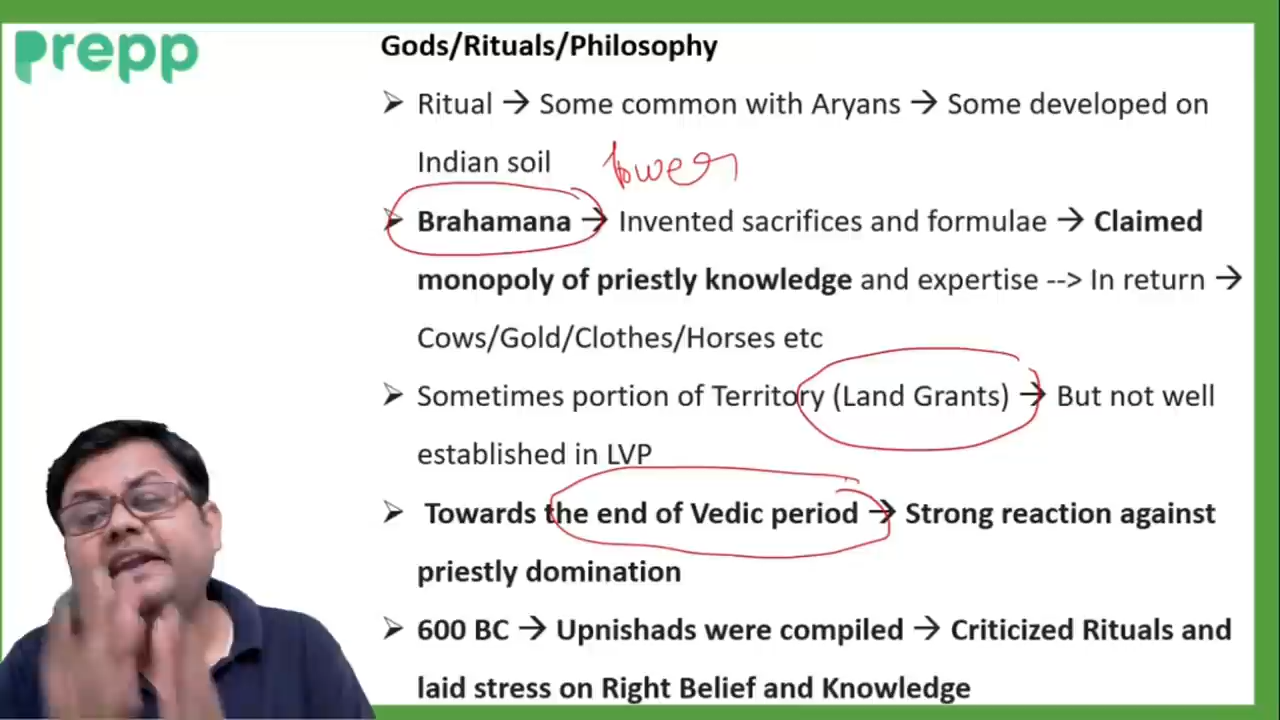 prepp
Gods/Rituals/Philosophy
➢ Ritual → Some common with Aryans → Some developed on
Indian soil
Power
➢ Brahamana → Invented sacrifices and formulae → Claimed
monopoly of priestly knowledge and expertise --> In return →
Cows/Gold/Clothes/Horses etc
➢ Sometimes portion of Territory (Land Grants) → But not well
established in LVP
➢ Towards the end of Vedic period → Strong reaction against
priestly domination
➢ 600 BC → Upnishads were compiled → Criticized Rituals and
laid stress on Right Belief and Knowledge